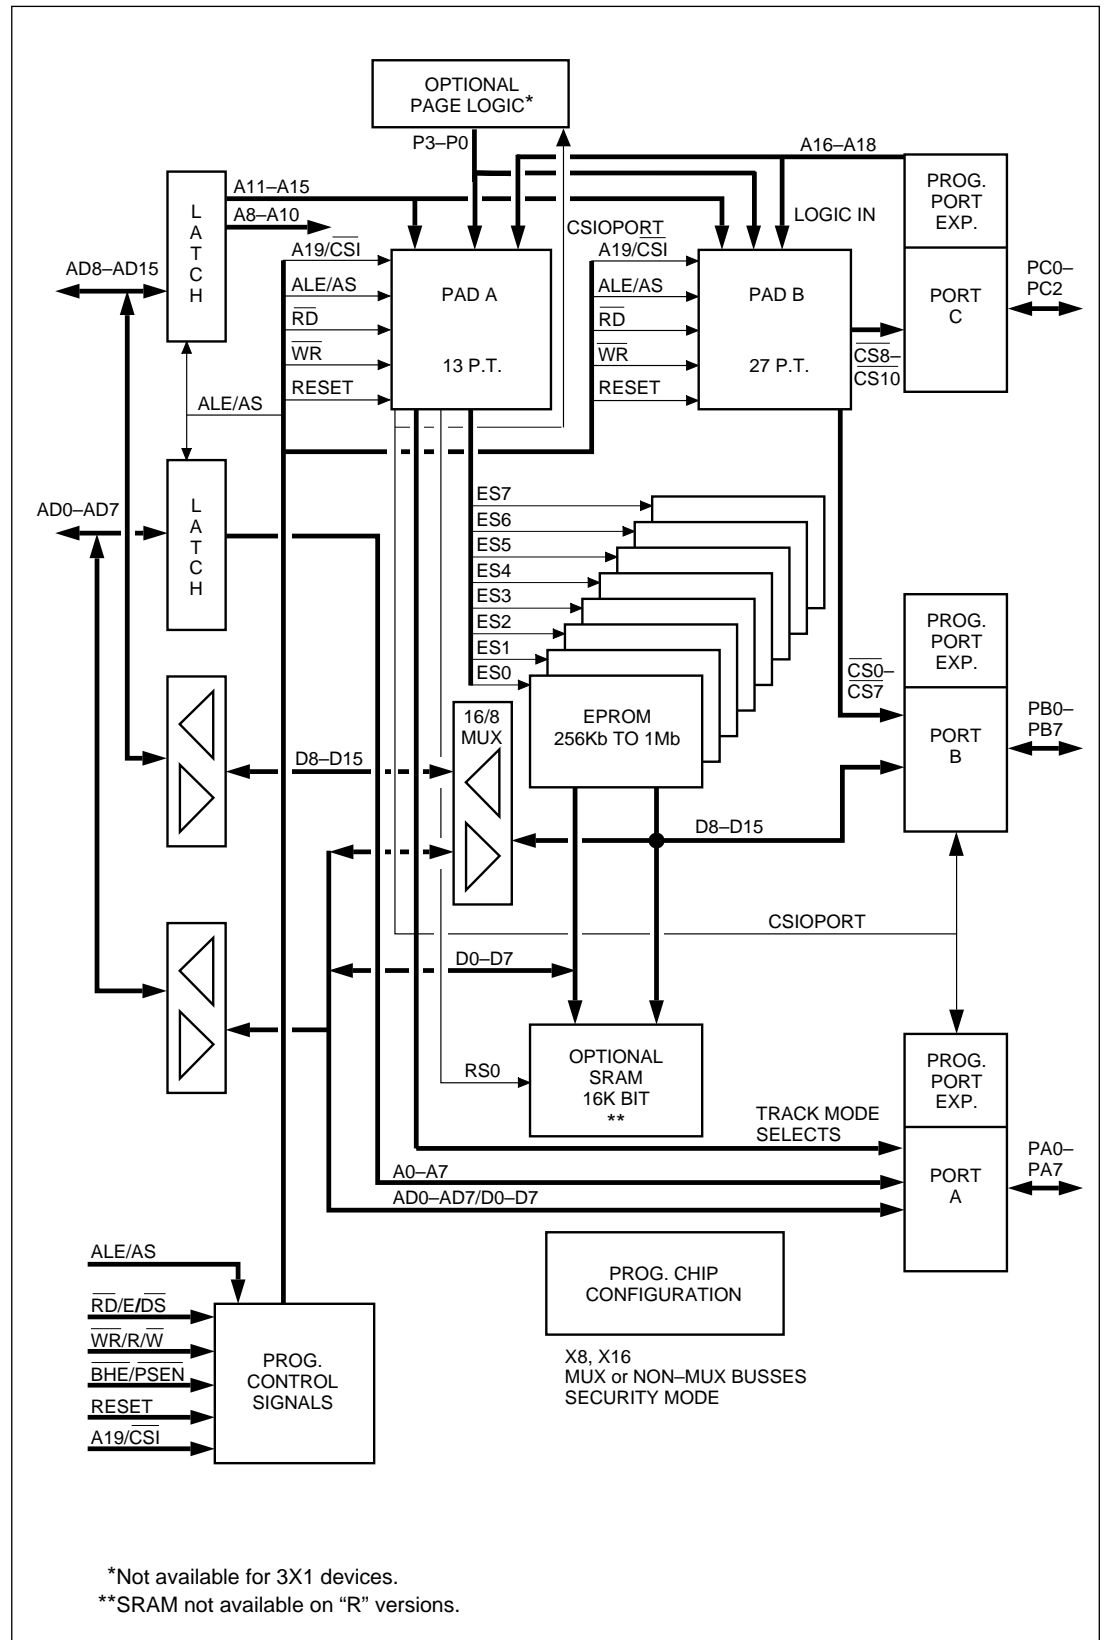 OPTIONAL
PAGE LOGIC*
P3–P0
A16–A18
PROG.
PORT
EXP.
LATCH
A11–A15
A8–A10
LOGIC IN
CSIOPORT
AD8–AD15
A19/CSI
ALE/AS
RD
WR
RESET
PAD A
13 P.T.
A19/CSI
ALE/AS
RD
WR
RESET
PAD B
27 P.T.
PORT
C
PC0–
PC2
CS8–
CS10
ALE/AS
AD0–AD7
LATCH
ES7
ES6
ES5
ES4
ES3
ES2
ES1
ES0
EPROM
256Kb TO 1Mb
PROG.
PORT
EXP.
CS0–
CS7
PORT
B
PB0–
PB7
16/8
MUX
D8–D15
D8–D15
CSIOPORT
D0–D7
RS0
OPTIONAL
SRAM
16K BIT
**
PROG.
PORT
EXP.
TRACK MODE
SELECTS
PORT
A
PA0–
PA7
A0–A7
AD0–AD7/D0–D7
ALE/AS
RD/E/DS
WR/R/W
BHE/PSEN
RESET
A19/CSI
PROG.
CONTROL
SIGNALS
PROG. CHIP
CONFIGURATION
X8, X16
MUX or NON–MUX BUSSES
SECURITY MODE
*Not available for 3X1 devices.
**SRAM not available on “R” versions.